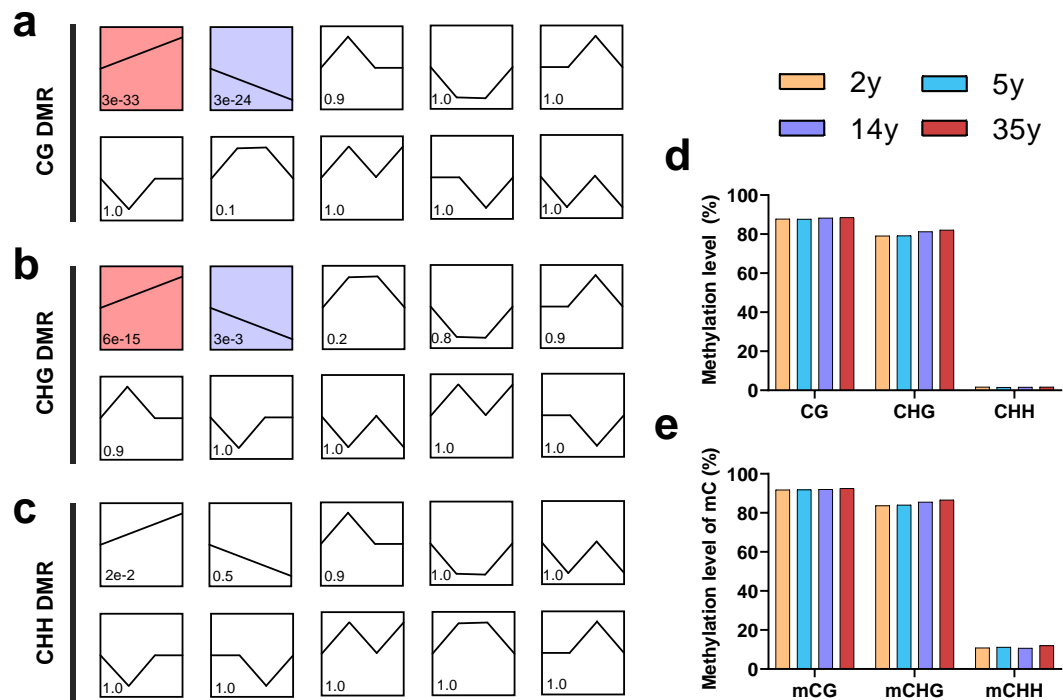 a
CG DMR
3e-33
3e-24
0.9
1.0
1.0
1.0
0.1
1.0
1.0
1.0
b
CHG DMR
6e-15
3e-3
0.2
0.8
0.9
0.9
1.0
1.0
1.0
1.0
c
CHH DMR
2e-2
0.5
0.9
1.0
1.0
1.0
1.0
1.0
1.0
1.0
2y
5y
14y
35y
d
Methylation level (%)
100
80
60
40
20
0
CG
CHG
CHH
e
Methylation level of mC (%)
100
80
60
40
20
0
mCG
mCHG
mCHH